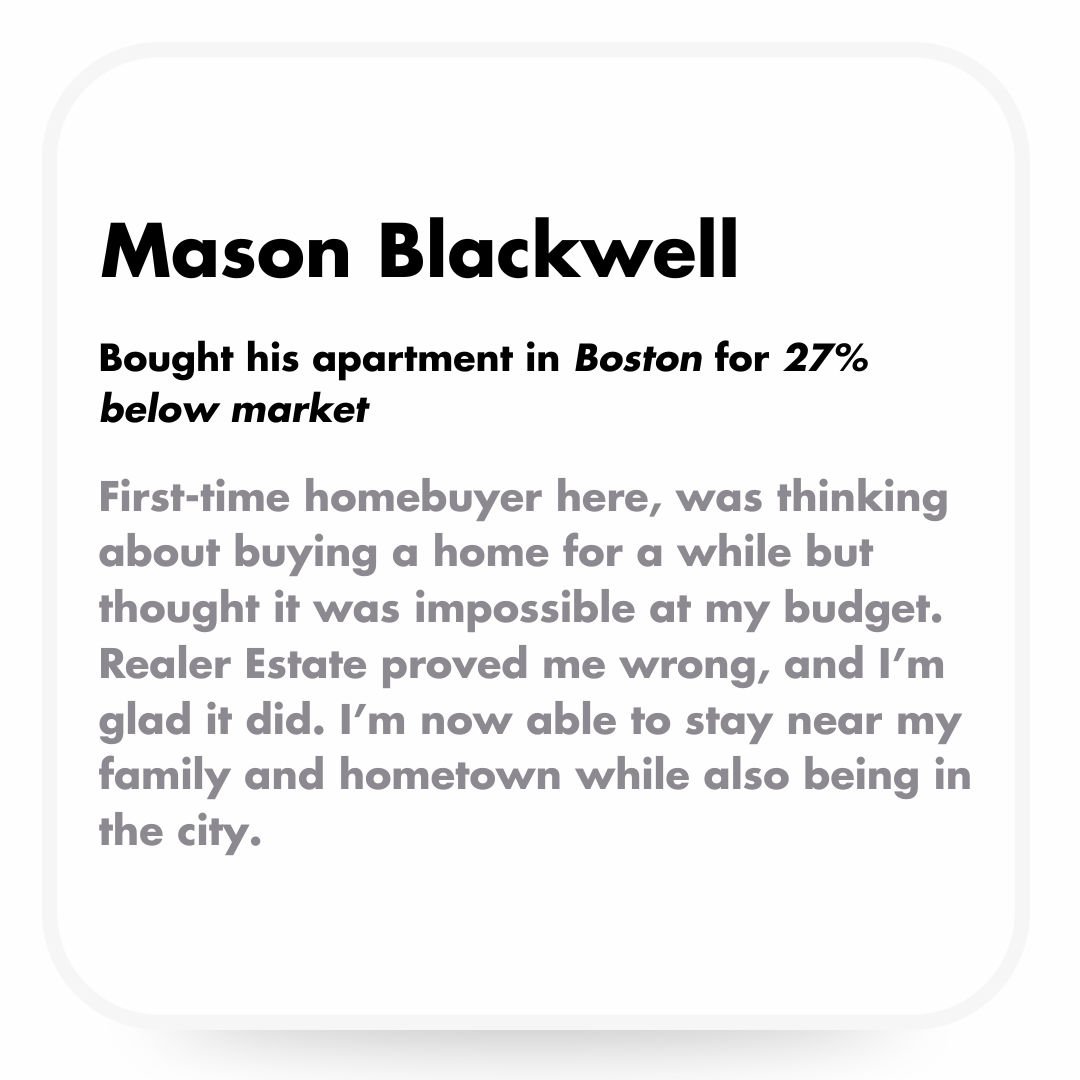 Mason Blackwell
Bought his apartment in Boston for 27%
below market
First-time homebuyer here, was thinking
about buying a home for a while but
thought it was impossible at my budget.
Realer Estate proved me wrong, and I’m
glad it did. I’m now able to stay near my
family and hometown while also being in
the city.